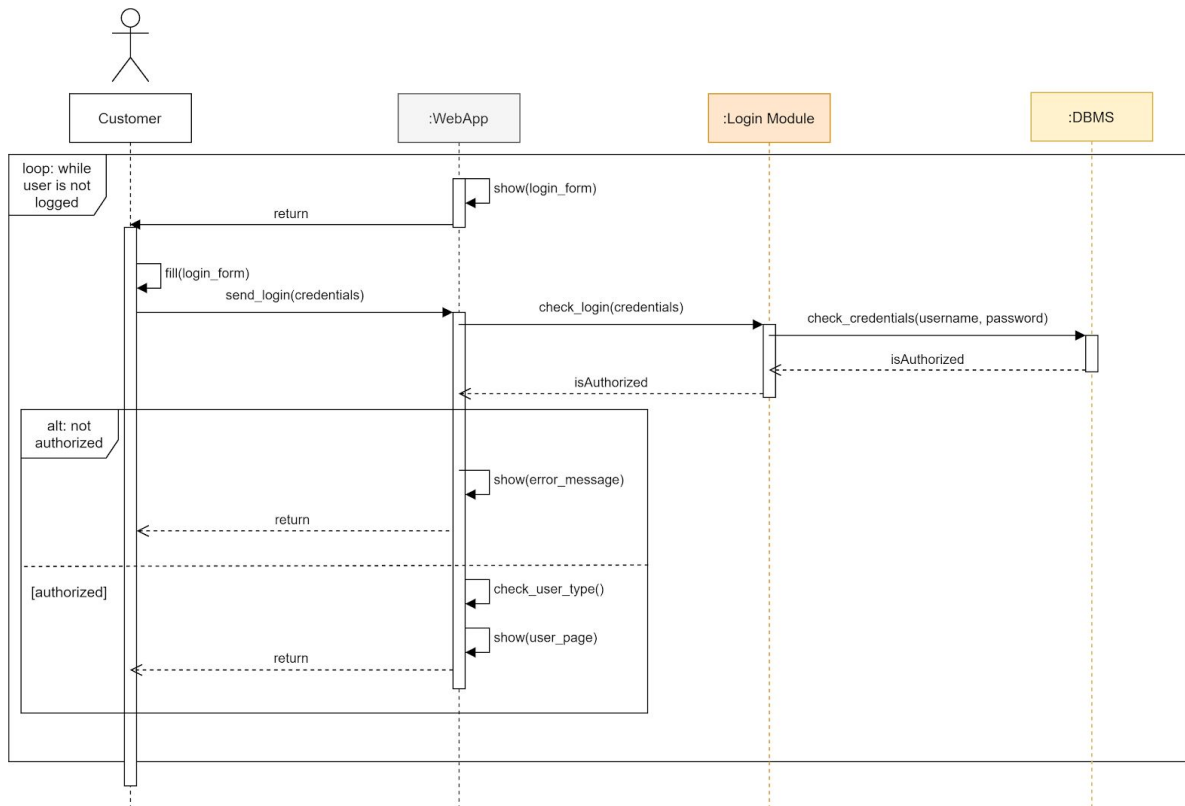 Customer
:WebApp
:Login Module
:DBMS
loop: while
user is not
logged
show(login_form)
return
fill(login_form)
send_login(credentials)
check_login(credentials)
check_credentials(username, password)
isAuthorized
isAuthorized
alt: not
authorized
show(error_message)
return
[authorized]
check_user_type()
show(user_page)
return